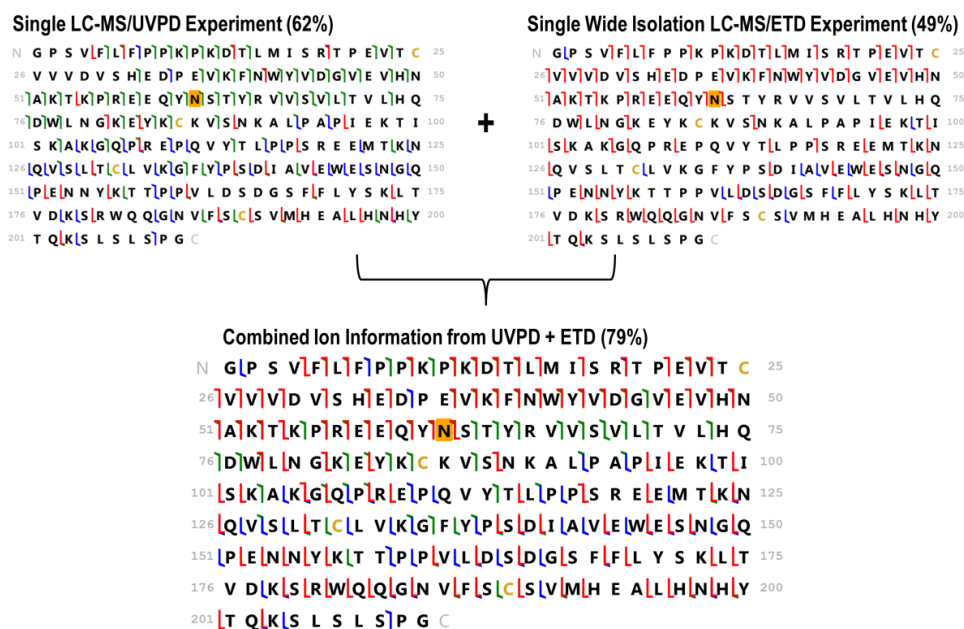 Single LC-MS/UVPD Experiment (62%)
N G P S V F L F P P K P K D T L M I S R T P E V T C 25
26 V V V D V S H E D P E V K F N W Y V D G V E V H N 50
51 A K T K P R E E Q Y N S T Y R V V S V L T V L H Q 75
76 D W L N G K E Y K C K V S N K A L P A P I E K T I 100
101 S K A K G Q P R E P Q V Y T L P P S R E E M T K N 125
126 Q V S L T C L V K G F Y P S D I A V E W E S N G Q 150
151 P E N N Y K T T P P V L D S D G S F F L Y S K L T 175
176 V D K S R W Q Q G N V F S C S V M H E A L H N H Y 200
201 T Q K S L S L S P G C
+
Single Wide Isolation LC-MS/ETD Experiment (49%)
N G P S V F L F P P K P K D T L M I S R T P E V T C 25
26 V V V D V S H E D P E V K F N W Y V D G V E V H N 50
51 A K T K P R E E Q Y N S T Y R V V S V L T V L H Q 75
76 D W L N G K E Y K C K V S N K A L P A P I E K T I 100
101 S K A K G Q P R E P Q V Y T L P P S R E E M T K N 125
126 Q V S L T C L V K G F Y P S D I A V E W E S N G Q 150
151 P E N N Y K T T P P V L D S D G S F F L Y S K L T 175
176 V D K S R W Q Q G N V F S C S V M H E A L H N H Y 200
201 T Q K S L S L S P G C
Combined Ion Information from UVPD + ETD (79%)
N G P S V F L F P P K P K D T L M I S R T P E V T C 25
26 V V V D V S H E D P E V K F N W Y V D G V E V H N 50
51 A K T K P R E E Q Y N S T Y R V V S V L T V L H Q 75
76 D W L N G K E Y K C K V S N K A L P A P I E K T I 100
101 S K A K G Q P R E P Q V Y T L P P S R E E M T K N 125
126 Q V S L T C L V K G F Y P S D I A V E W E S N G Q 150
151 P E N N Y K T T P P V L D S D G S F F L Y S K L T 175
176 V D K S R W Q Q G N V F S C S V M H E A L H N H Y 200
201 T Q K S L S L S P G C